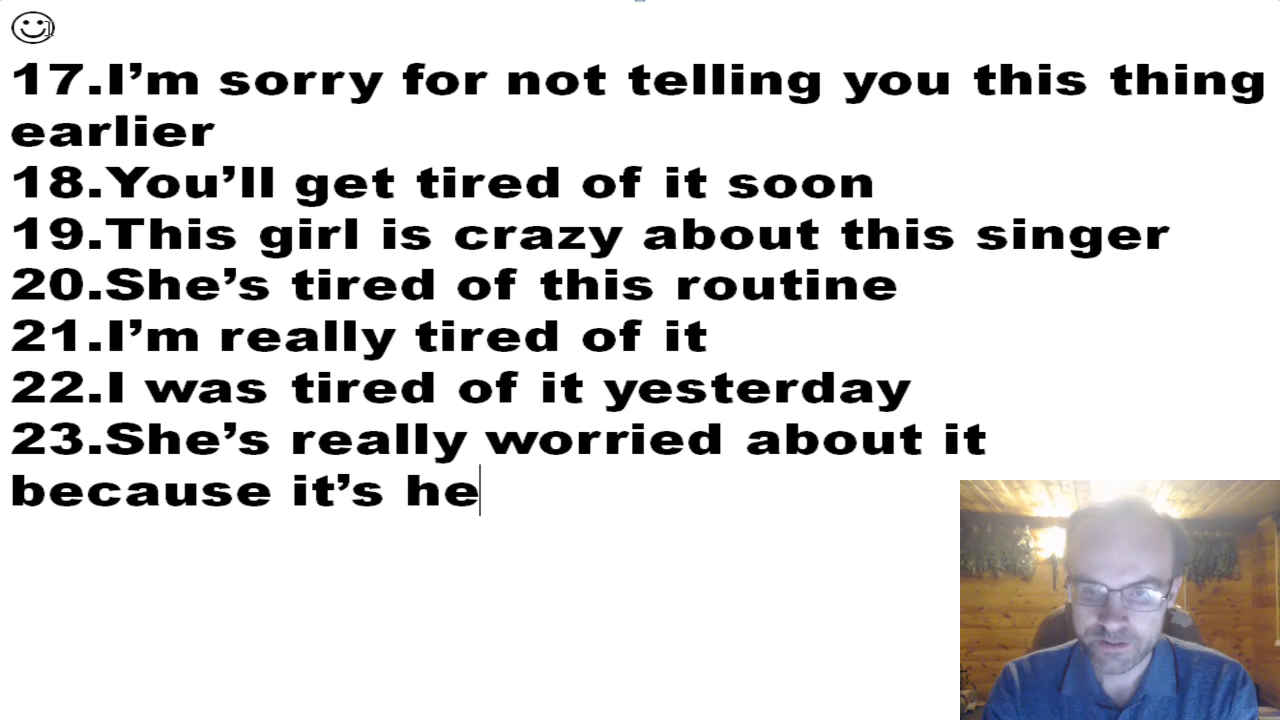 17.I’m sorry for not telling you this thing
earlier
18.You’ll get tired of it soon
19.This girl is crazy about this singer
20.She’s tired of this routine
21.I’m really tired of it
22.I was tired of it yesterday
23.She’s really worried about it
because it’s he